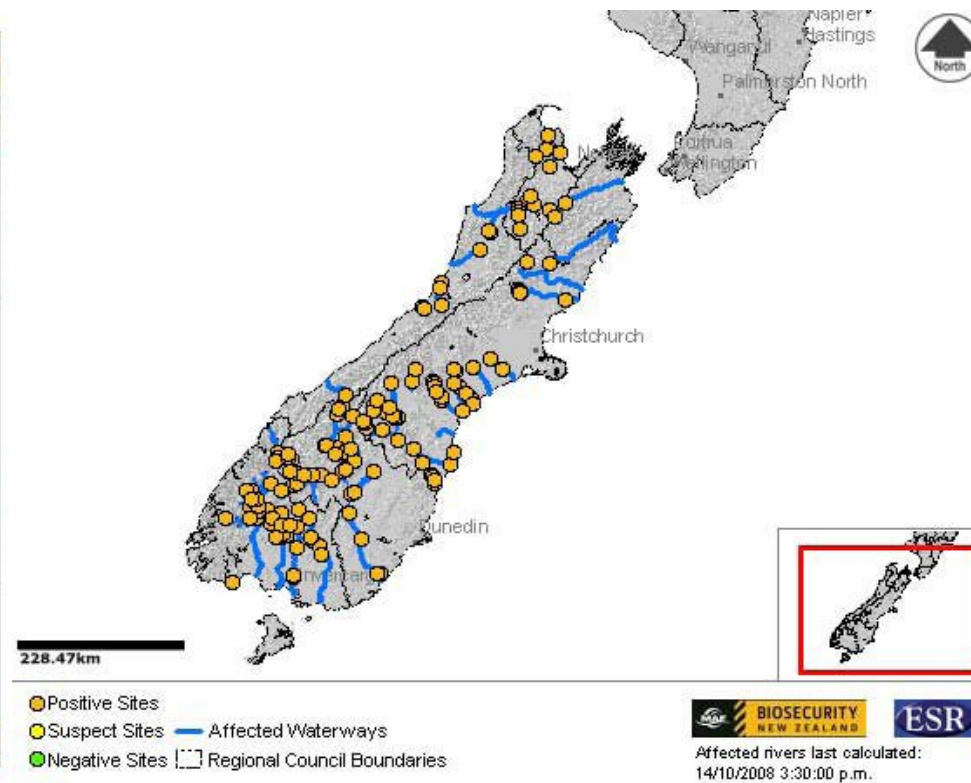 Napier
Hastings
Wanganui
Palmerston North
North
Porirua
Wellington
Christchurch
Dunedin
Invercargill
228.47km
Positive Sites
Suspect Sites
Affected Waterways
Negative Sites
Regional Council Boundaries
MAF
BIOSECURITY
NEW ZEALAND
ESR
Affected rivers last calculated:
14/10/2008 3:30:00 p.m.